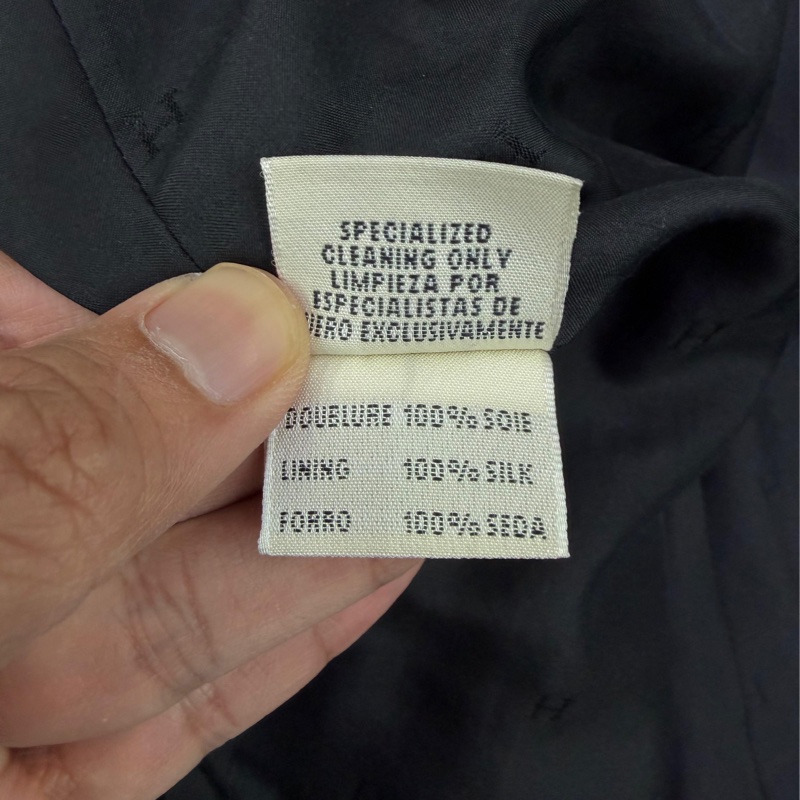 SPECIALIZED
CLEANING ONLY
LIMPIEZA POR
ESPECIALISTAS DE
EXCLUSIVAMENTE
DOUBLURE 100% SOIE
LINING 100% SILK
FORRO 100% SEDA
H
H
H